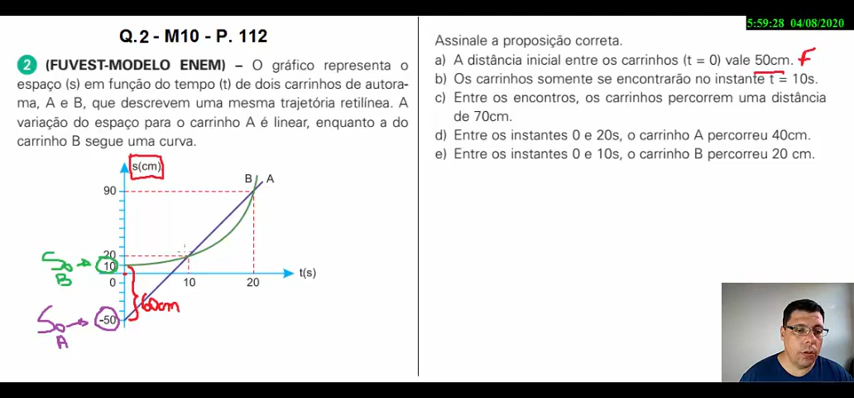 5:59:28 04/08/2020
Q.2 - M10 - P. 112
2 (FUVEST-MODELO ENEM) – O gráfico representa o
espaço (s) em função do tempo (t) de dois carrinhos de autora-
ma, A e B, que descrevem uma mesma trajetória retilínea. A
variação do espaço para o carrinho A é linear, enquanto a do
carrinho B segue uma curva.
s(cm)
B A
90
20
10
0
10
20
t(s)
-50
So B
So A
60cm
Assinale a proposição correta.
a) A distância inicial entre os carrinhos (t = 0) vale 50cm. F
b) Os carrinhos somente se encontrarão no instante t = 10s.
c) Entre os encontros, os carrinhos percorrem uma distância
de 70cm.
d) Entre os instantes 0 e 20s, o carrinho A percorreu 40cm.
e) Entre os instantes 0 e 10s, o carrinho B percorreu 20 cm.